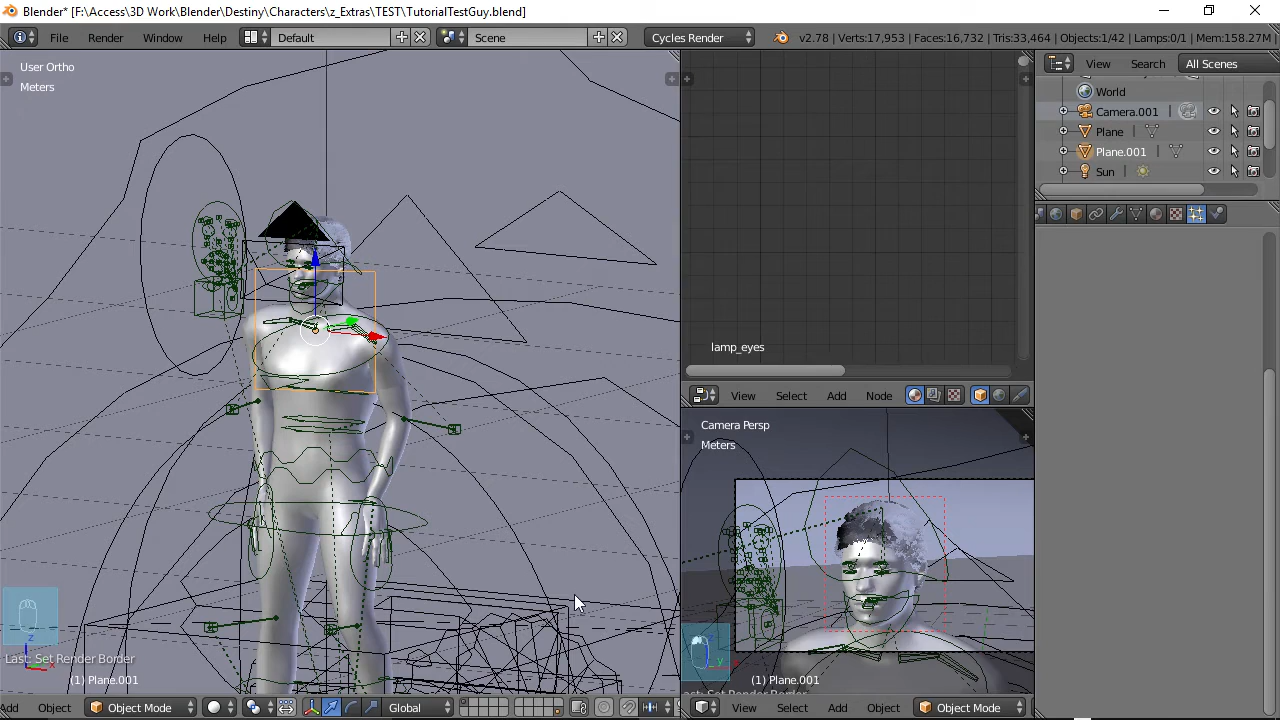 Blender* [F:\Access\3D Work\Blender\Destiny\Characters\z_Extras\TEST\TutorialTestGuy.blend]
File Render Window Help Default Scene Cycles Render v2.78 | Verts:17,953 | Faces:16,732 | Tris:33,464 | Objects:1/42 | Lamps:0/1 | Mem:158.27M
User Ortho
Meters
View Search All Scenes
World
Camera.001
Plane
Plane.001
Sun
lamp_eyes
View Select Add Node
Camera Persp
Meters
z
x
Last: Set Render Border
(1) Plane.001
y
(1) Plane.001
Add Object Object Mode Global
View Select Add Object Object Mode